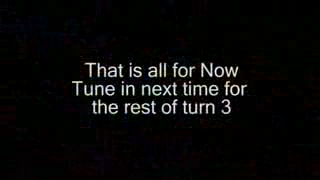 That is all for Now
Tune in next time for
the rest of turn 3